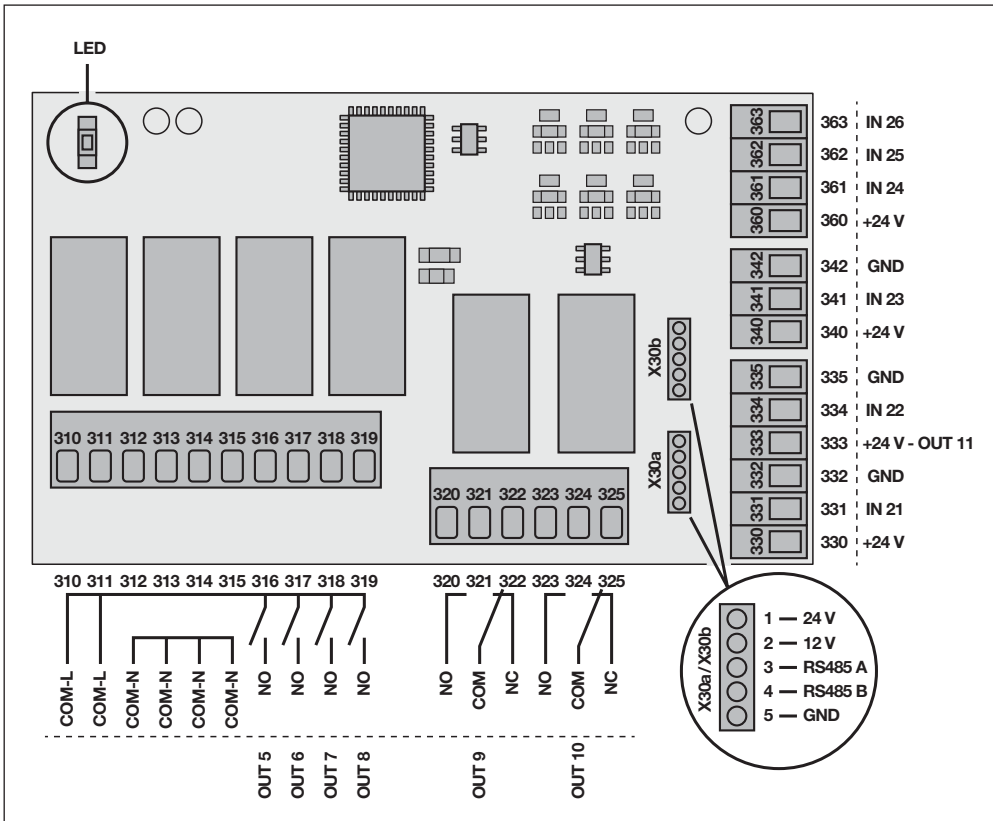 LED
363 363 IN 26
362 362 IN 25
361 361 IN 24
360 360 +24 V
342 342 GND
341 341 IN 23
340 340 +24 V
335 335 GND
334 334 IN 22
333 333 +24 V - OUT 11
332 332 GND
331 331 IN 21
330 330 +24 V
X30b
X30a
310 311 312 313 314 315 316 317 318 319
320 321 322 323 324 325
310 311 312 313 314 315 316 317 318 319 320 321 322 323 324 325
COM-L COM-L COM-N COM-N COM-N COM-N NO NO NO NO NO COM NC NO COM NC
OUT 5 OUT 6 OUT 7 OUT 8 OUT 9 OUT 10
X30a / X30b
1 — 24 V
2 — 12 V
3 — RS485 A
4 — RS485 B
5 — GND